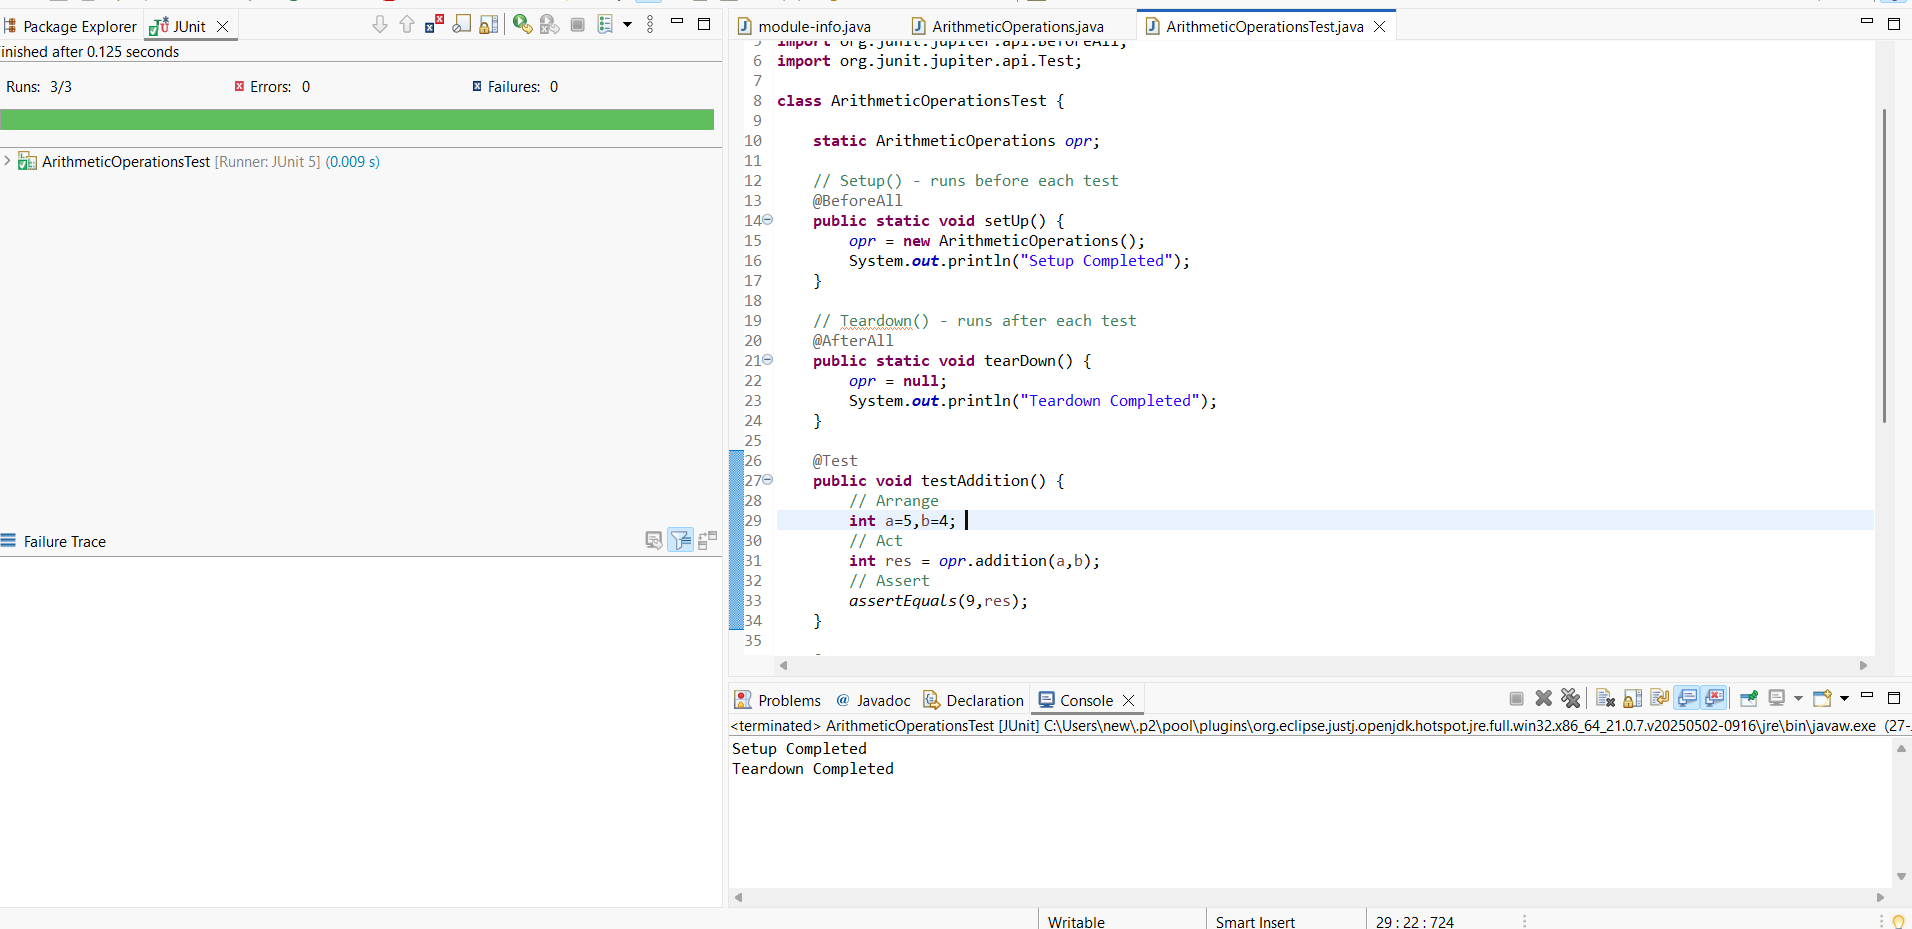 Package Explorer
JUnit
inished after 0.125 seconds
Runs: 3/3
Errors: 0
Failures: 0
ArithmeticOperationsTest [Runner: JUnit 5] (0.009 s)
Failure Trace
module-info.java
ArithmeticOperations.java
ArithmeticOperationsTest.java
5 import org.junit.jupiter.api.BeforeAll;
6 import org.junit.jupiter.api.Test;
7
8 class ArithmeticOperationsTest {
9
10     static ArithmeticOperations opr;
11
12     // Setup() - runs before each test
13     @BeforeAll
14     public static void setUp() {
15         opr = new ArithmeticOperations();
16         System.out.println("Setup Completed");
17     }
18
19     // Teardown() - runs after each test
20     @AfterAll
21     public static void tearDown() {
22         opr = null;
23         System.out.println("Teardown Completed");
24     }
25
26     @Test
27     public void testAddition() {
28         // Arrange
29         int a=5,b=4;
30         // Act
31         int res = opr.addition(a,b);
32         // Assert
33         assertEquals(9,res);
34     }
35
Problems
@ Javadoc
Declaration
Console
<terminated> ArithmeticOperationsTest [JUnit] C:\Users\new\.p2\pool\plugins\org.eclipse.justj.openjdk.hotspot.jre.full.win32.x86_64_21.0.7.v20250502-0916\jre\bin\javaw.exe (27-
Setup Completed
Teardown Completed
Writable
Smart Insert
29 : 22 : 724